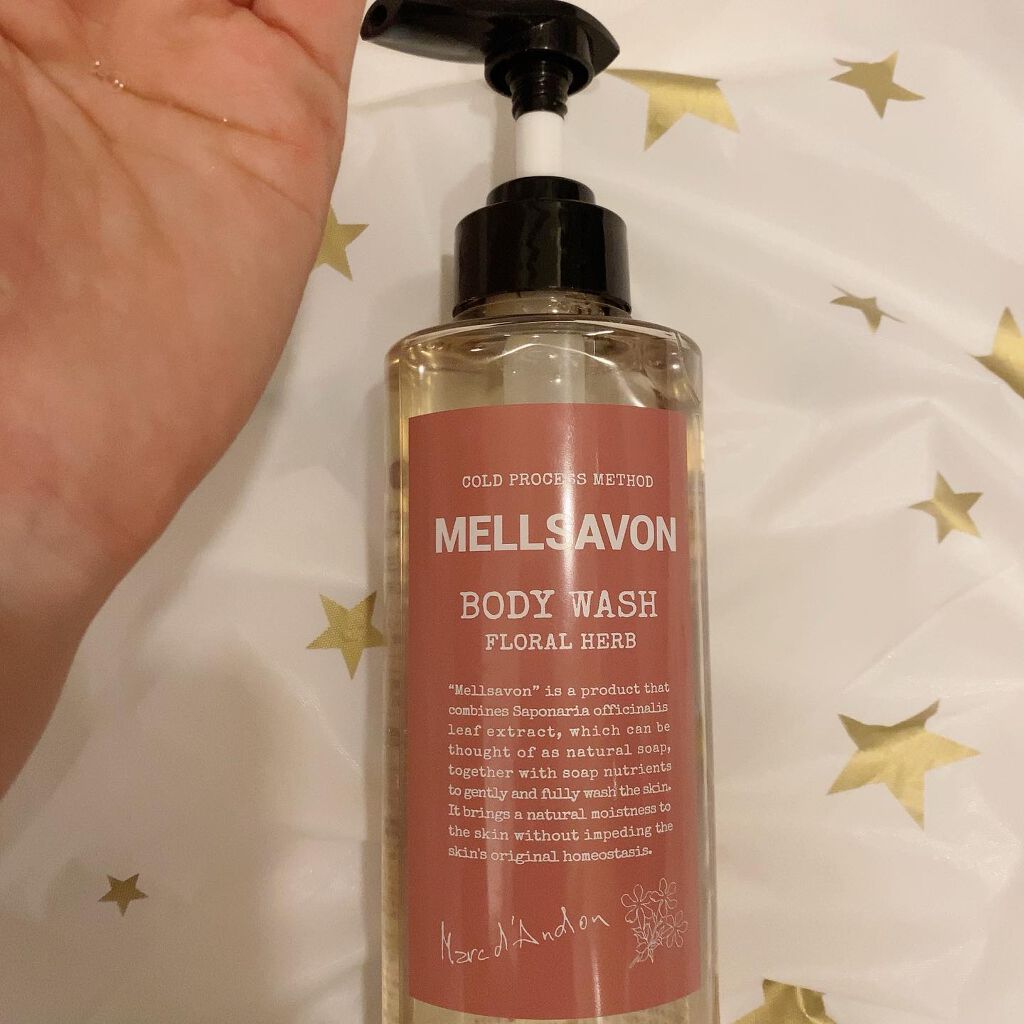 COLD PROCESS METHOD
MELLSAVON
BODY WASH
FLORAL HERB
“Mellsavon” is a product that
combines Saponaria officinalis
leaf extract, which can be
thought of as natural soap,
together with soap nutrients
to gently and fully wash the skin.
It brings a natural moistness to
the skin without impeding the
skin's original homeostasis.
Marc d'Andon